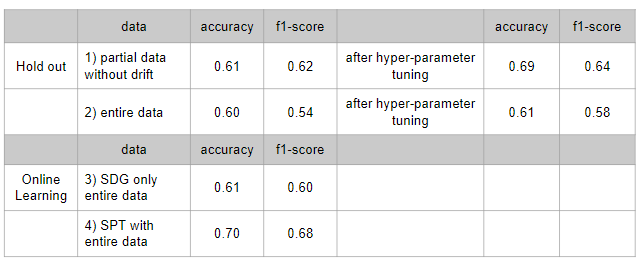 data accuracy f1-score accuracy f1-score
Hold out 1) partial data without drift 0.61 0.62 after hyper-parameter tuning 0.69 0.64
2) entire data 0.60 0.54 after hyper-parameter tuning 0.61 0.58
data accuracy f1-score
Online Learning 3) SDG only entire data 0.61 0.60
4) SPT with entire data 0.70 0.68